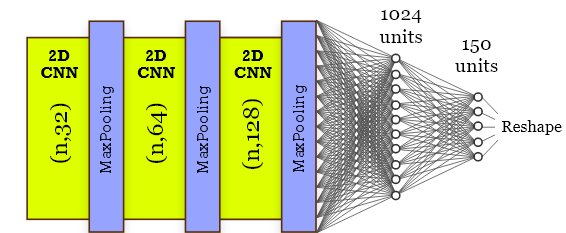 2D
CNN
(n,32)
MaxPooling
2D
CNN
(n,64)
MaxPooling
2D
CNN
(n,128)
MaxPooling
1024
units
150
units
Reshape